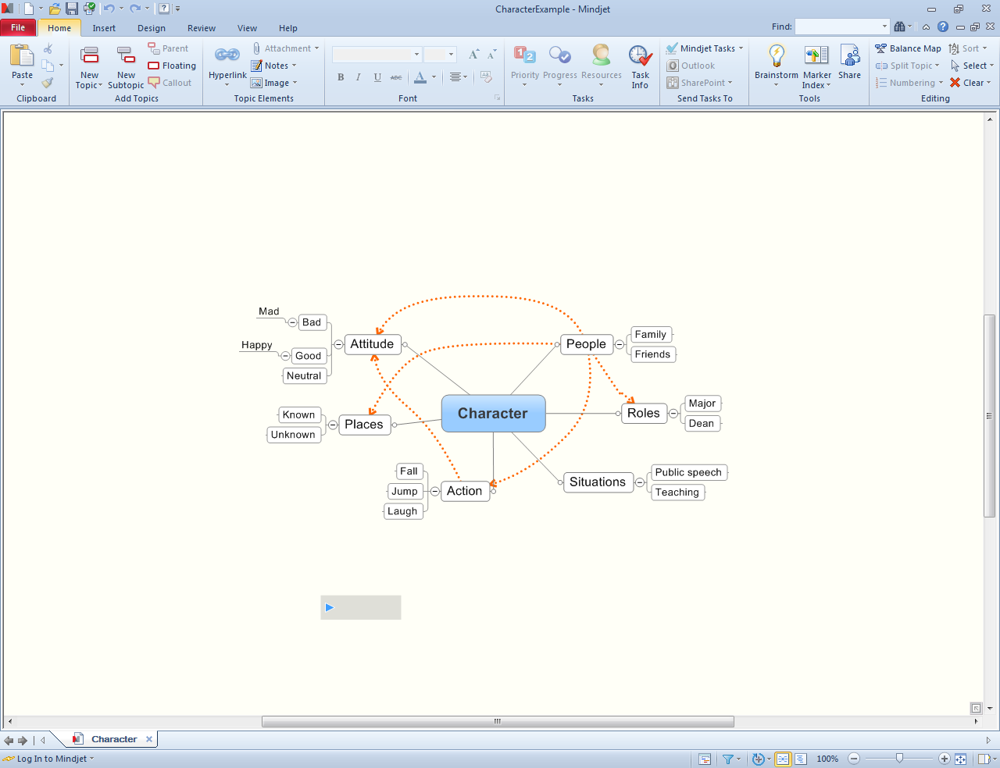 CharacterExample - Mindjet
File Home Insert Design Review View Help Find:
Paste
Clipboard
New Topic
New Subtopic
Parent
Floating
Callout
Add Topics
Hyperlink
Attachment
Notes
Image
Topic Elements
B I U ABC A
Font
Priority
Progress
Resources
Task Info
Tasks
Mindjet Tasks
Outlook
SharePoint
Send Tasks To
Brainstorm
Marker Index
Share
Tools
Balance Map
Split Topic
Numbering
Sort
Select
Clear
Editing
Mad
Bad
Happy
Good
Neutral
Attitude
Known
Unknown
Places
Fall
Jump
Laugh
Action
Character
People
Family
Friends
Roles
Major
Dean
Situations
Public speech
Teaching
Character
Log In to Mindjet
100%